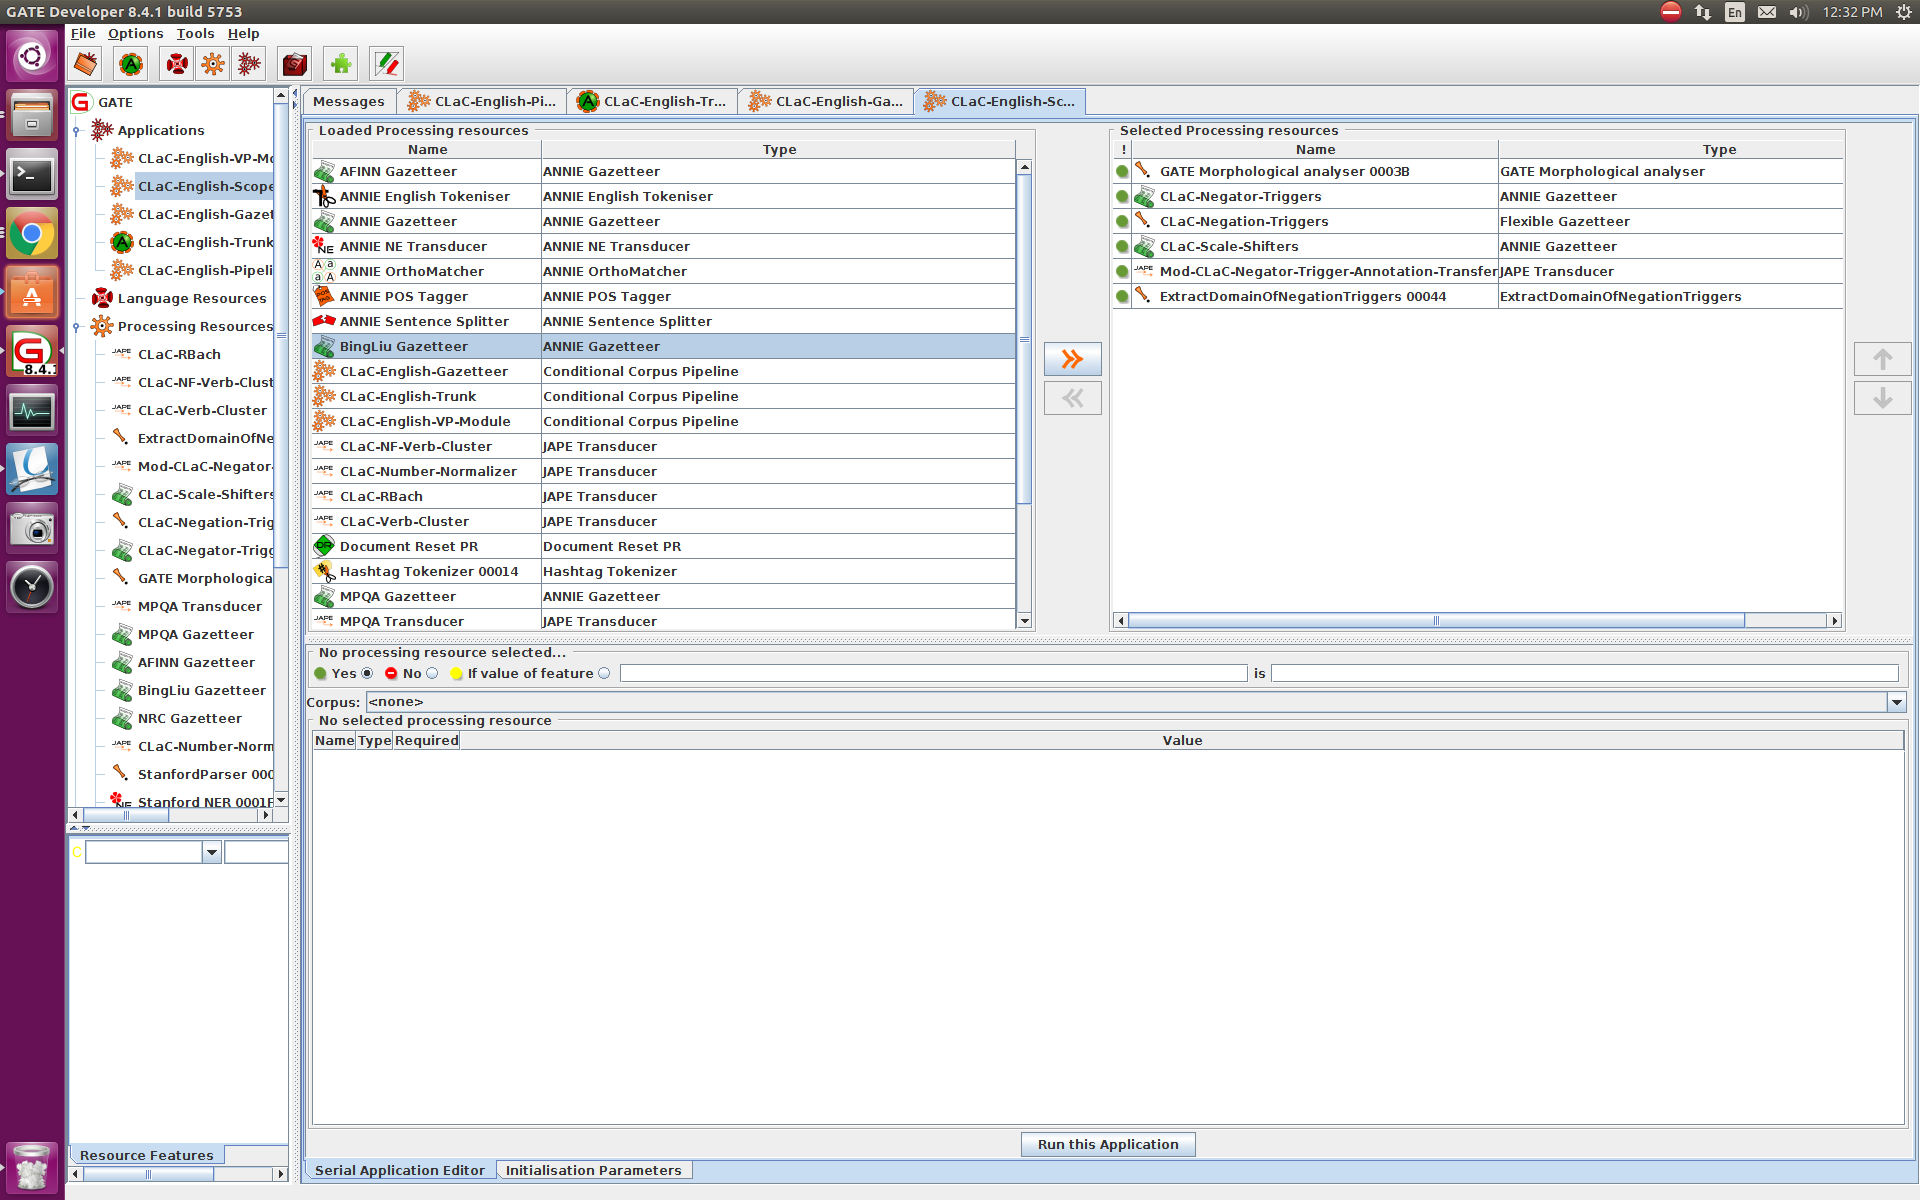 GATE Developer 8.4.1 build 5753
En
12:32 PM
File Options Tools Help
GATE
Applications
CLaC-English-VP-Mo
CLaC-English-Scope
CLaC-English-Gazet
CLaC-English-Trunk
CLaC-English-Pipeli
Language Resources
Processing Resources
CLaC-RBach
CLaC-NF-Verb-Clust
CLaC-Verb-Cluster
ExtractDomainOfNe
Mod-CLaC-Negator-
CLaC-Scale-Shifters
CLaC-Negation-Trig
CLaC-Negator-Trigg
GATE Morphologica
MPQA Transducer
MPQA Gazetteer
AFINN Gazetteer
BingLiu Gazetteer
NRC Gazetteer
CLaC-Number-Norm
StanfordParser 000
Stanford NER 0001F
Resource Features
Messages
CLaC-English-Pi...
CLaC-English-Tr...
CLaC-English-Ga...
CLaC-English-Sc...
Loaded Processing resources
Name Type
AFINN Gazetteer ANNIE Gazetteer
ANNIE English Tokeniser ANNIE English Tokeniser
ANNIE Gazetteer ANNIE Gazetteer
ANNIE NE Transducer ANNIE NE Transducer
ANNIE OrthoMatcher ANNIE OrthoMatcher
ANNIE POS Tagger ANNIE POS Tagger
ANNIE Sentence Splitter ANNIE Sentence Splitter
BingLiu Gazetteer ANNIE Gazetteer
CLaC-English-Gazetteer Conditional Corpus Pipeline
CLaC-English-Trunk Conditional Corpus Pipeline
CLaC-English-VP-Module Conditional Corpus Pipeline
CLaC-NF-Verb-Cluster JAPE Transducer
CLaC-Number-Normalizer JAPE Transducer
CLaC-RBach JAPE Transducer
CLaC-Verb-Cluster JAPE Transducer
Document Reset PR Document Reset PR
Hashtag Tokenizer 00014 Hashtag Tokenizer
MPQA Gazetteer ANNIE Gazetteer
MPQA Transducer JAPE Transducer
Selected Processing resources
! Name Type
GATE Morphological analyser 0003B GATE Morphological analyser
CLaC-Negator-Triggers ANNIE Gazetteer
CLaC-Negation-Triggers Flexible Gazetteer
CLaC-Scale-Shifters ANNIE Gazetteer
Mod-CLaC-Negator-Trigger-Annotation-Transfer JAPE Transducer
ExtractDomainOfNegationTriggers 00044 ExtractDomainOfNegationTriggers
No processing resource selected...
Yes No If value of feature is
Corpus: <none>
No selected processing resource
Name Type Required Value
Run this Application
Serial Application Editor Initialisation Parameters